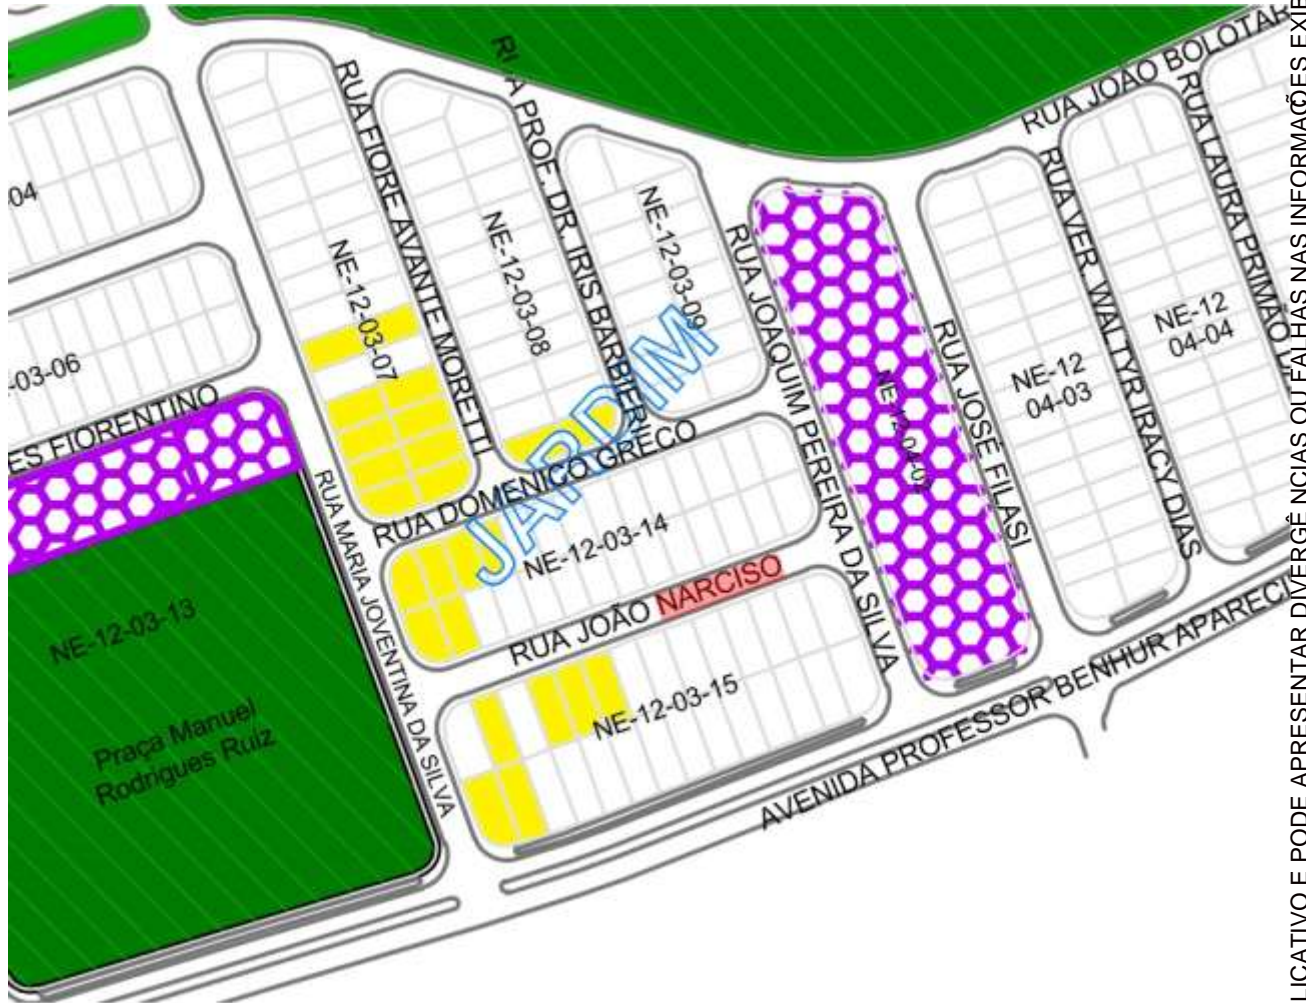 RUA FIORE AVANTE MORETTI
PROF. DR. IRIS BARBIERI
RUA JOÃO BOLOTARI
RUA LAURA PRIMÃO
RUA VER. WALTYR IRACY DIAS
04
NE-12-03-07
NE-12-03-08
NE-12-03-09
RUA JOAQUIM PEREIRA DA SILVA
RUA JOSÉ FILASI
NE-12
04-03
NE-12
04-04
-03-06
ES FIORENTINO
JARDIM
RUA DOMENICO GRECO
NE-12-03-14
RUA JOÃO NARCISO
NE-12-03-15
NE-12-03-13
Praça Manuel
Rodrigues Ruiz
RUA MARIA JOVENTINA DA SILVA
AVENIDA PROFESSOR BENHUR APARECI
LICATIVO E PODE APRESENTAR DIVERGÊ NCIAS OU FALHAS NAS INFORMAÇÕES EXI